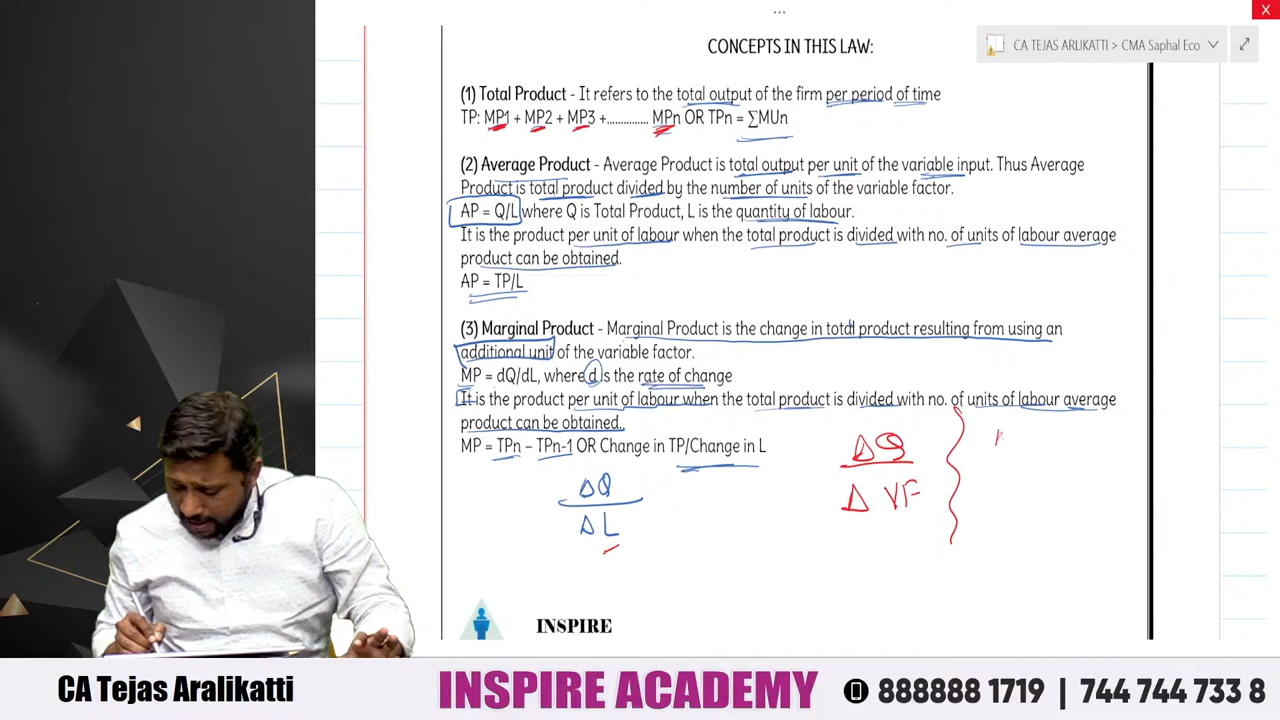 CONCEPTS IN THIS LAW:
CA TEJAS ARLIKATTI > CMA Saphal Eco
(1) Total Product - It refers to the total output of the firm per period of time
TP: MP1 + MP2 + MP3 +............... MPn OR TPn = ∑MUn
(2) Average Product - Average Product is total output per unit of the variable input. Thus Average
Product is total product divided by the number of units of the variable factor.
AP = Q/L where Q is Total Product, L is the quantity of labour.
It is the product per unit of labour when the total product is divided with no. of units of labour average
product can be obtained.
AP = TP/L
(3) Marginal Product - Marginal Product is the change in total product resulting from using an
additional unit of the variable factor.
MP = dQ/dL, where d is the rate of change
It is the product per unit of labour when the total product is divided with no. of units of labour average
product can be obtained.
MP = TPn – TPn-1 OR Change in TP/Change in L
ΔQ
ΔL
ΔQ
Δ VF
INSPIRE
CA Tejas Aralikatti
INSPIRE ACADEMY
888888 1719 | 744 744 733 8